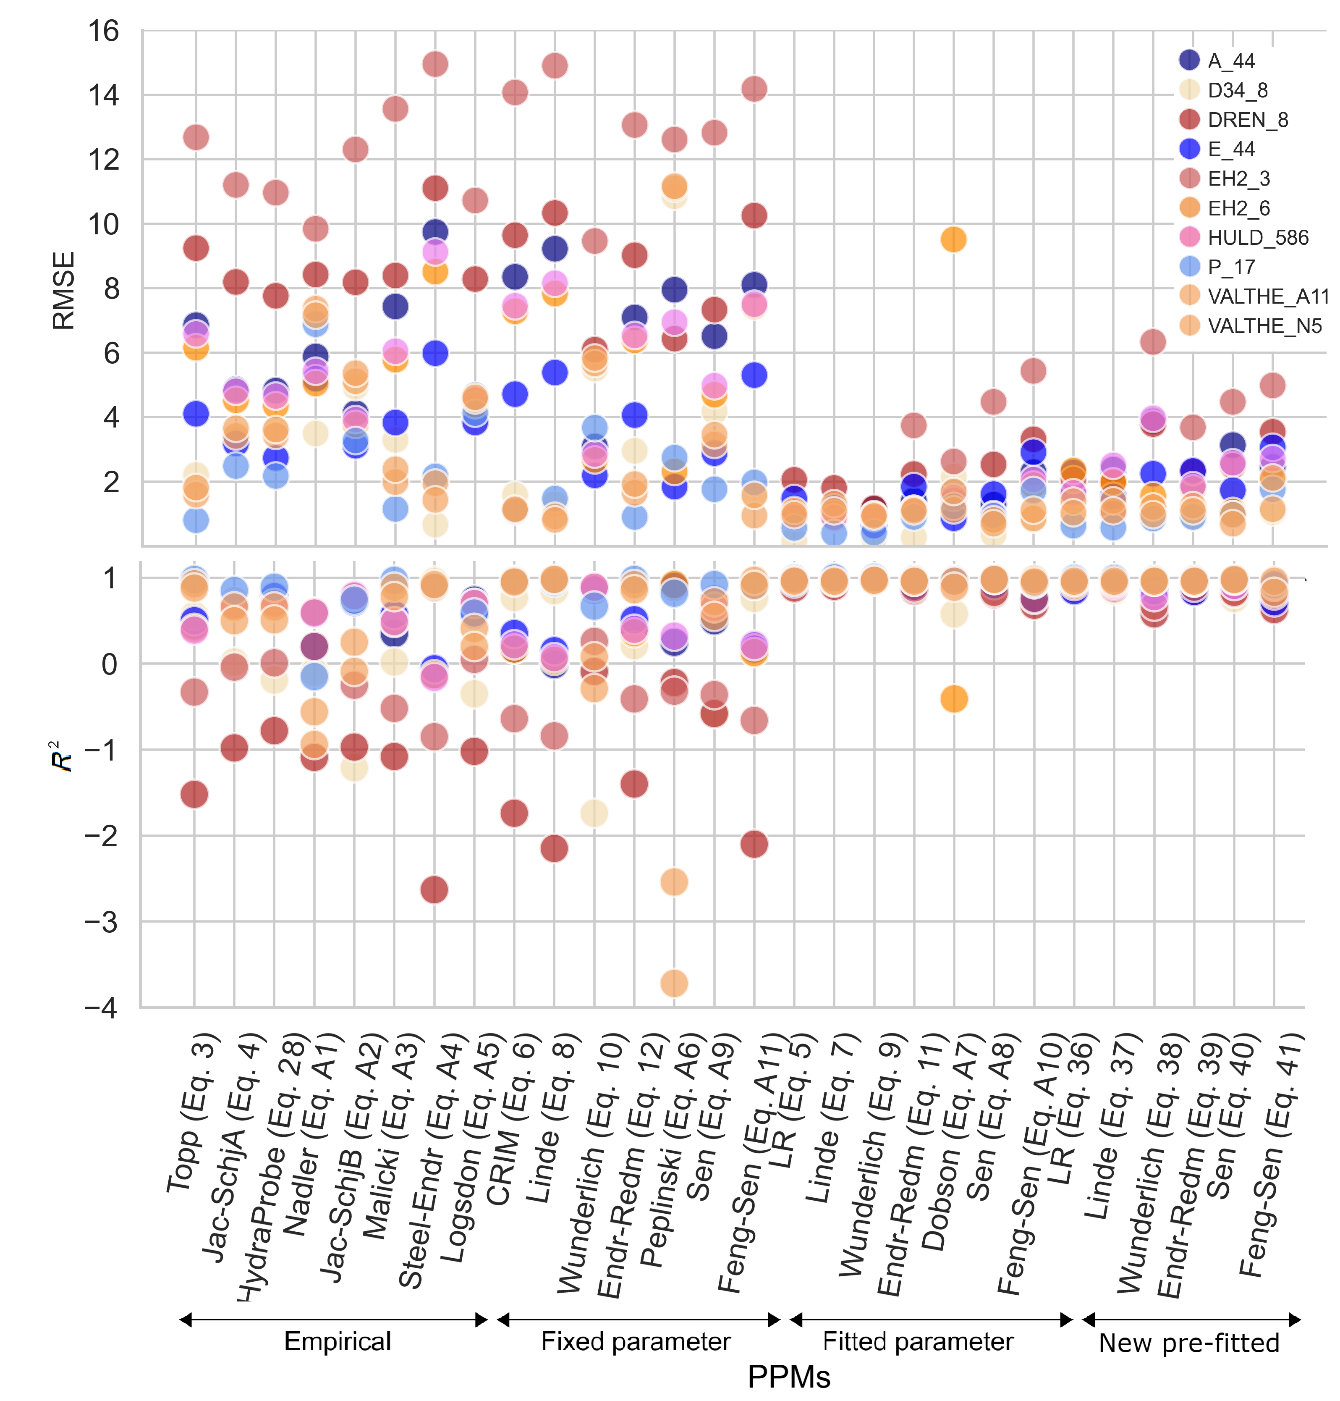 16
14
12
10
8
6
4
2
RMSE
A_44
D34_8
DREN_8
E_44
EH2_3
EH2_6
HULD_586
P_17
VALTHE_A11
VALTHE_N5
1
0
−1
−2
−3
−4
R²
Topp (Eq. 3)
Jac-SchjA (Eq. 4)
HydraProbe (Eq. 28)
Nadler (Eq. A1)
Jac-SchjB (Eq. A2)
Malicki (Eq. A3)
Steel-Endr (Eq. A4)
Logsdon (Eq. A5)
CRIM (Eq. 6)
Linde (Eq. 8)
Wunderlich (Eq. 10)
Endr-Redm (Eq. 12)
Peplinski (Eq. A6)
Sen (Eq. A9)
Feng-Sen (Eq. A11)
LR (Eq. 5)
Linde (Eq. 7)
Wunderlich (Eq. 9)
Endr-Redm (Eq. 11)
Dobson (Eq. A7)
Sen (Eq. A8)
Feng-Sen (Eq. A10)
LR (Eq. 36)
Linde (Eq. 37)
Wunderlich (Eq. 38)
Endr-Redm (Eq. 39)
Sen (Eq. 40)
Feng-Sen (Eq. 41)
Empirical
Fixed parameter
Fitted parameter
New pre-fitted
PPMs